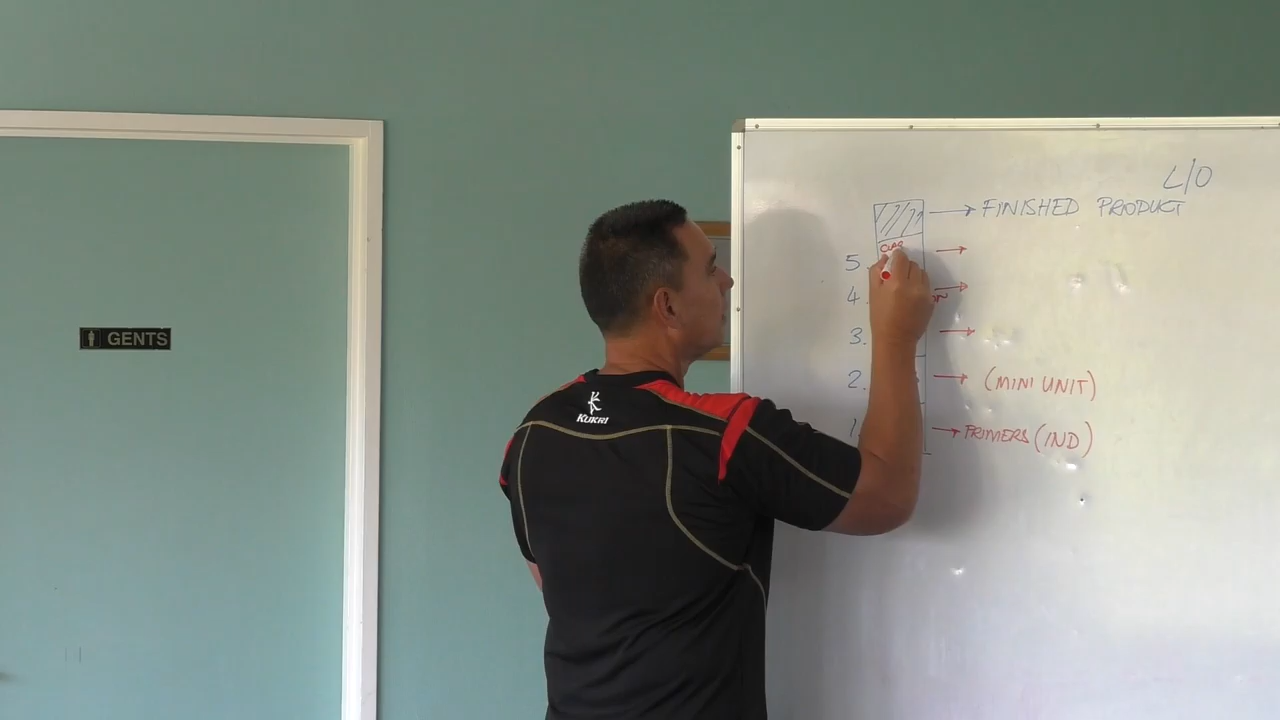 GENTS
KUKRI
L/O
FINISHED PRODUCT
5.
4.
3.
2. (MINI UNIT)
1. PRIMERS (IND)